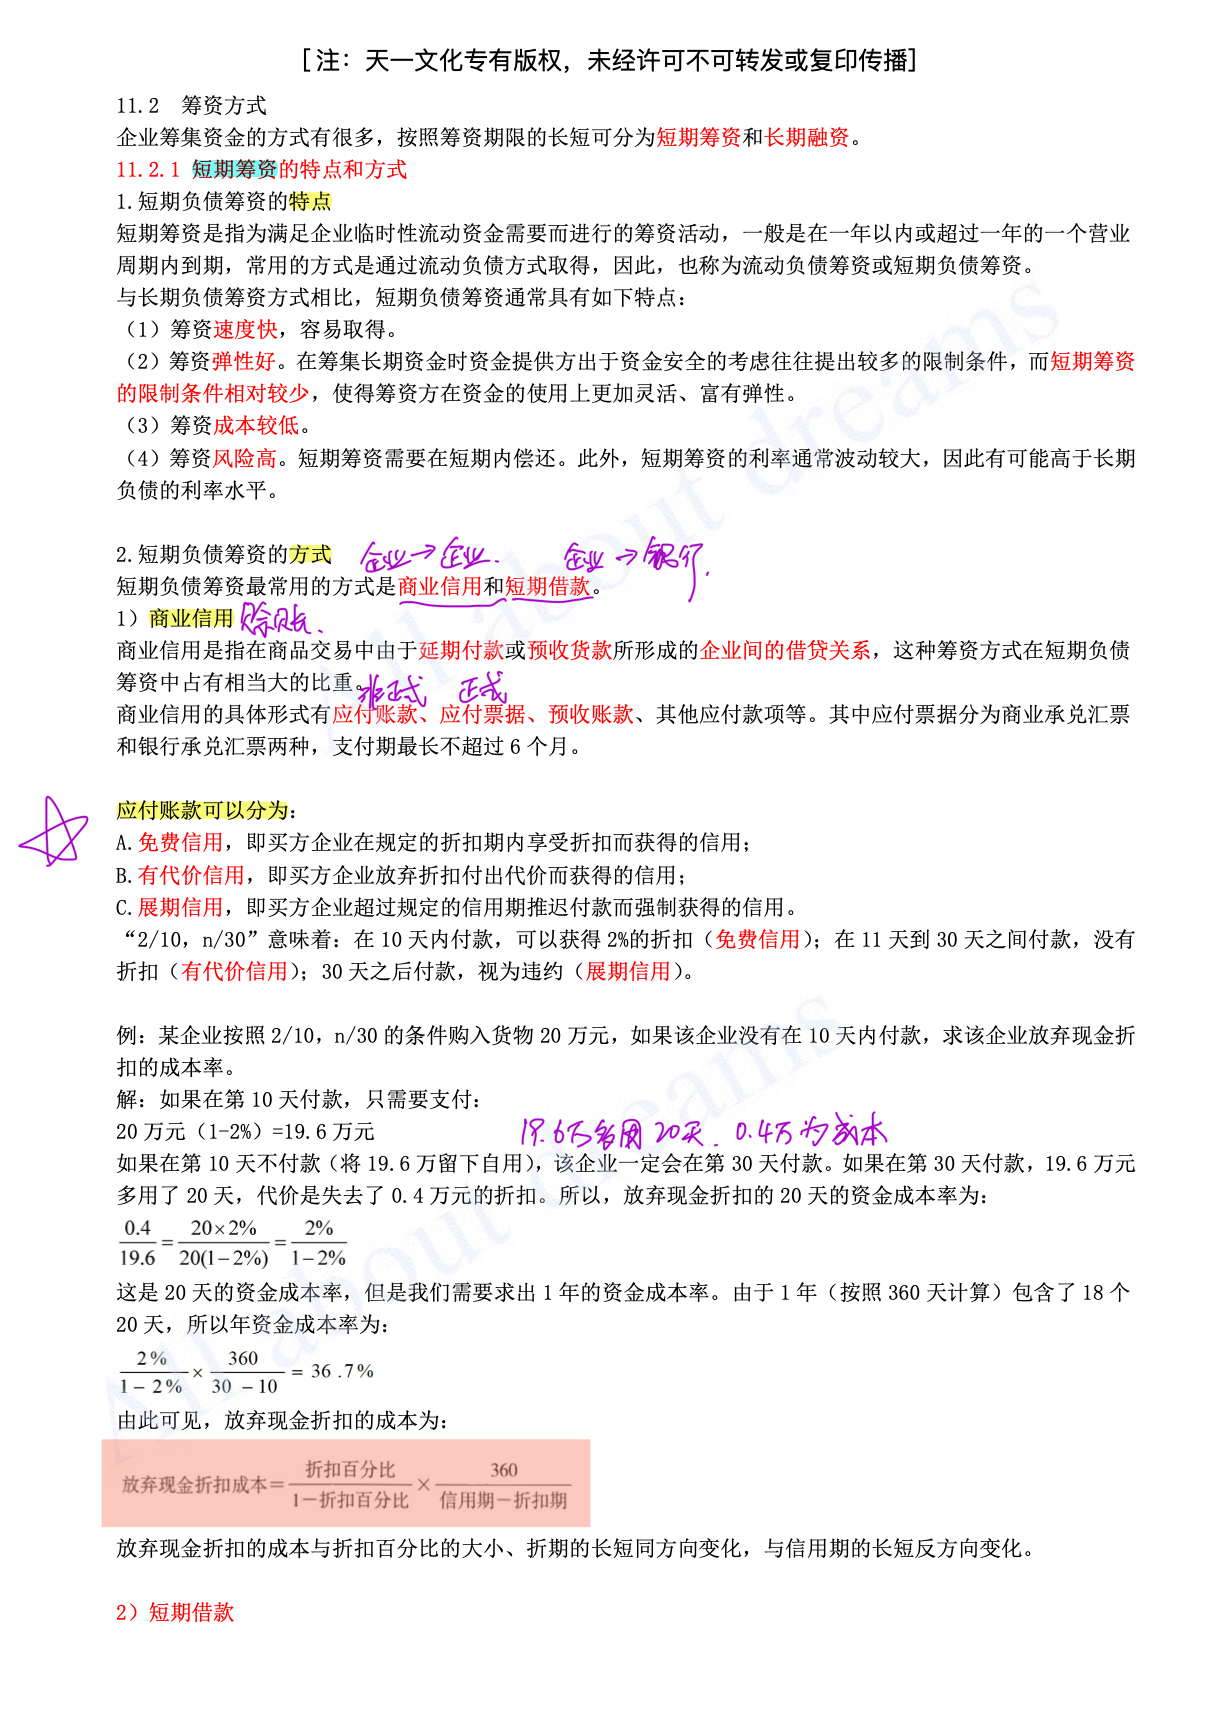 [注：天一文化专有版权，未经许可不可转发或复印传播]
11.2  筹资方式
企业筹集资金的方式有很多，按照筹资期限的长短可分为短期筹资和长期融资。
11.2.1 短期筹资的特点和方式
1.短期负债筹资的特点
短期筹资是指为满足企业临时性流动资金需要而进行的筹资活动，一般是在一年以内或超过一年的一个营业
周期内到期，常用的方式是通过流动负债方式取得，因此，也称为流动负债筹资或短期负债筹资。
与长期负债筹资方式相比，短期负债筹资通常具有如下特点：
（1）筹资速度快，容易取得。
（2）筹资弹性好。在筹集长期资金时资金提供方出于资金安全的考虑往往提出较多的限制条件，而短期筹资
的限制条件相对较少，使得筹资方在资金的使用上更加灵活、富有弹性。
（3）筹资成本较低。
（4）筹资风险高。短期筹资需要在短期内偿还。此外，短期筹资的利率通常波动较大，因此有可能高于长期
负债的利率水平。
2.短期负债筹资的方式 企业→企业. 企业→银行.
短期负债筹资最常用的方式是商业信用和短期借款。
1）商业信用 赊账.
商业信用是指在商品交易中由于延期付款或预收货款所形成的企业间的借贷关系，这种筹资方式在短期负债
筹资中占有相当大的比重。非正式 正式
商业信用的具体形式有应付账款、应付票据、预收账款、其他应付款项等。其中应付票据分为商业承兑汇票
和银行承兑汇票两种，支付期最长不超过 6 个月。
应付账款可以分为：
A.免费信用，即买方企业在规定的折扣期内享受折扣而获得的信用；
B.有代价信用，即买方企业放弃折扣付出代价而获得的信用；
C.展期信用，即买方企业超过规定的信用期推迟付款而强制获得的信用。
“2/10，n/30”意味着：在 10 天内付款，可以获得 2%的折扣（免费信用）；在 11 天到 30 天之间付款，没有
折扣（有代价信用）；30 天之后付款，视为违约（展期信用）。
例：某企业按照 2/10，n/30 的条件购入货物 20 万元，如果该企业没有在 10 天内付款，求该企业放弃现金折
扣的成本率。
解：如果在第 10 天付款，只需要支付：
20 万元（1-2%）=19.6 万元 19.6万多用20天. 0.4万为成本
如果在第 10 天不付款（将 19.6 万留下自用），该企业一定会在第 30 天付款。如果在第 30 天付款，19.6 万元
多用了 20 天，代价是失去了 0.4 万元的折扣。所以，放弃现金折扣的 20 天的资金成本率为：
0.4/19.6 = 20×2%/20(1−2%) = 2%/1−2%
这是 20 天的资金成本率，但是我们需要求出 1 年的资金成本率。由于 1 年（按照 360 天计算）包含了 18 个
20 天，所以年资金成本率为：
2%/1−2% × 360/30−10 = 36.7%
由此可见，放弃现金折扣的成本为：
放弃现金折扣成本=折扣百分比/1−折扣百分比 × 360/信用期−折扣期
放弃现金折扣的成本与折扣百分比的大小、折期的长短同方向变化，与信用期的长短反方向变化。
2）短期借款
All about dreams
All about dreams